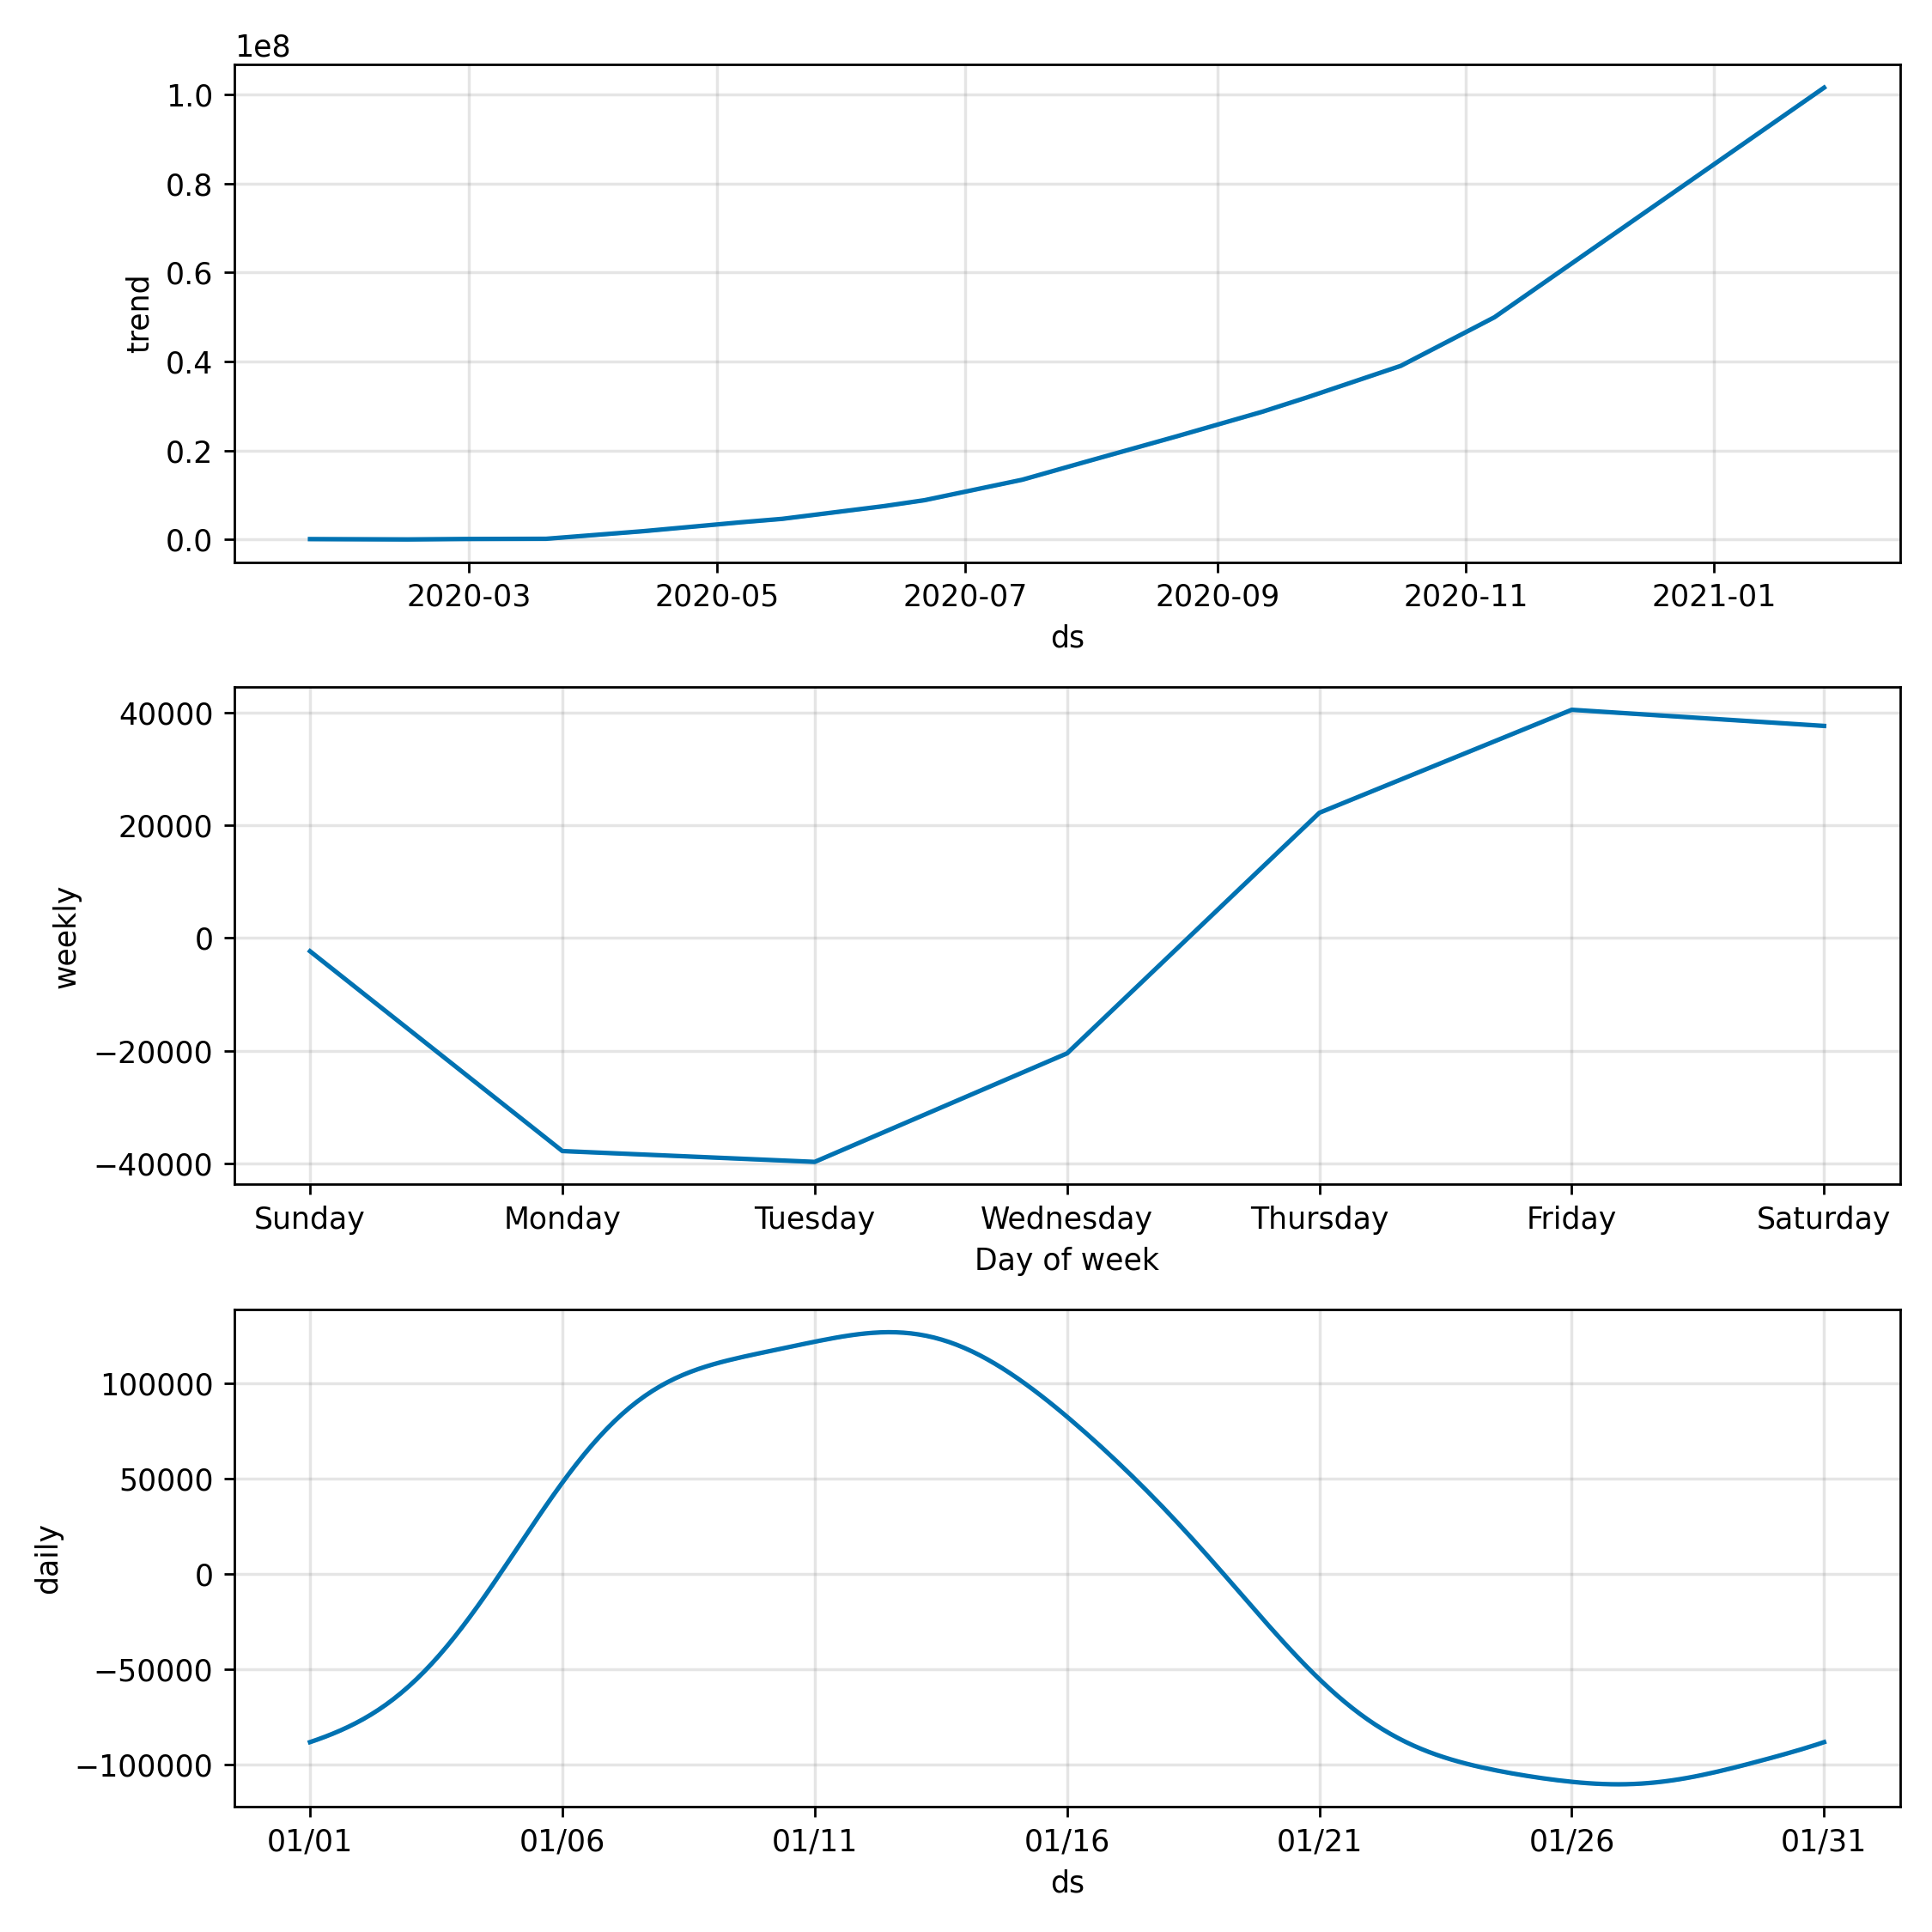 1e8
1.0
0.8
0.6
0.4
0.2
0.0
trend
2020-03 2020-05 2020-07 2020-09 2020-11 2021-01
ds
40000
20000
0
−20000
−40000
weekly
Sunday Monday Tuesday Wednesday Thursday Friday Saturday
Day of week
100000
50000
0
−50000
−100000
daily
01/01 01/06 01/11 01/16 01/21 01/26 01/31
ds